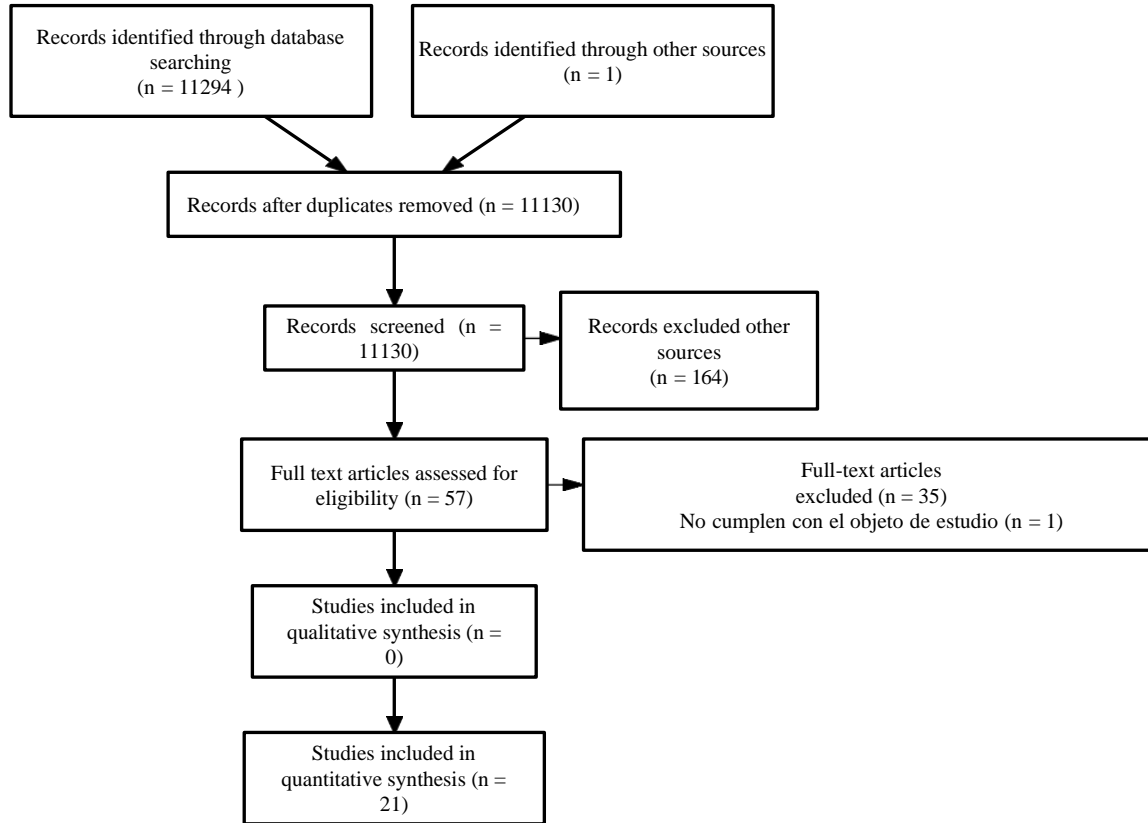 Records identified through database
searching
(n = 11294 )
Records identified through other sources
(n = 1)
Records after duplicates removed (n = 11130)
Records screened (n =
11130)
Records excluded other
sources
(n = 164)
Full text articles assessed for
eligibility (n = 57)
Full-text articles
excluded (n = 35)
No cumplen con el objeto de estudio (n = 1)
Studies included in
qualitative synthesis (n =
0)
Studies included in
quantitative synthesis (n =
21)